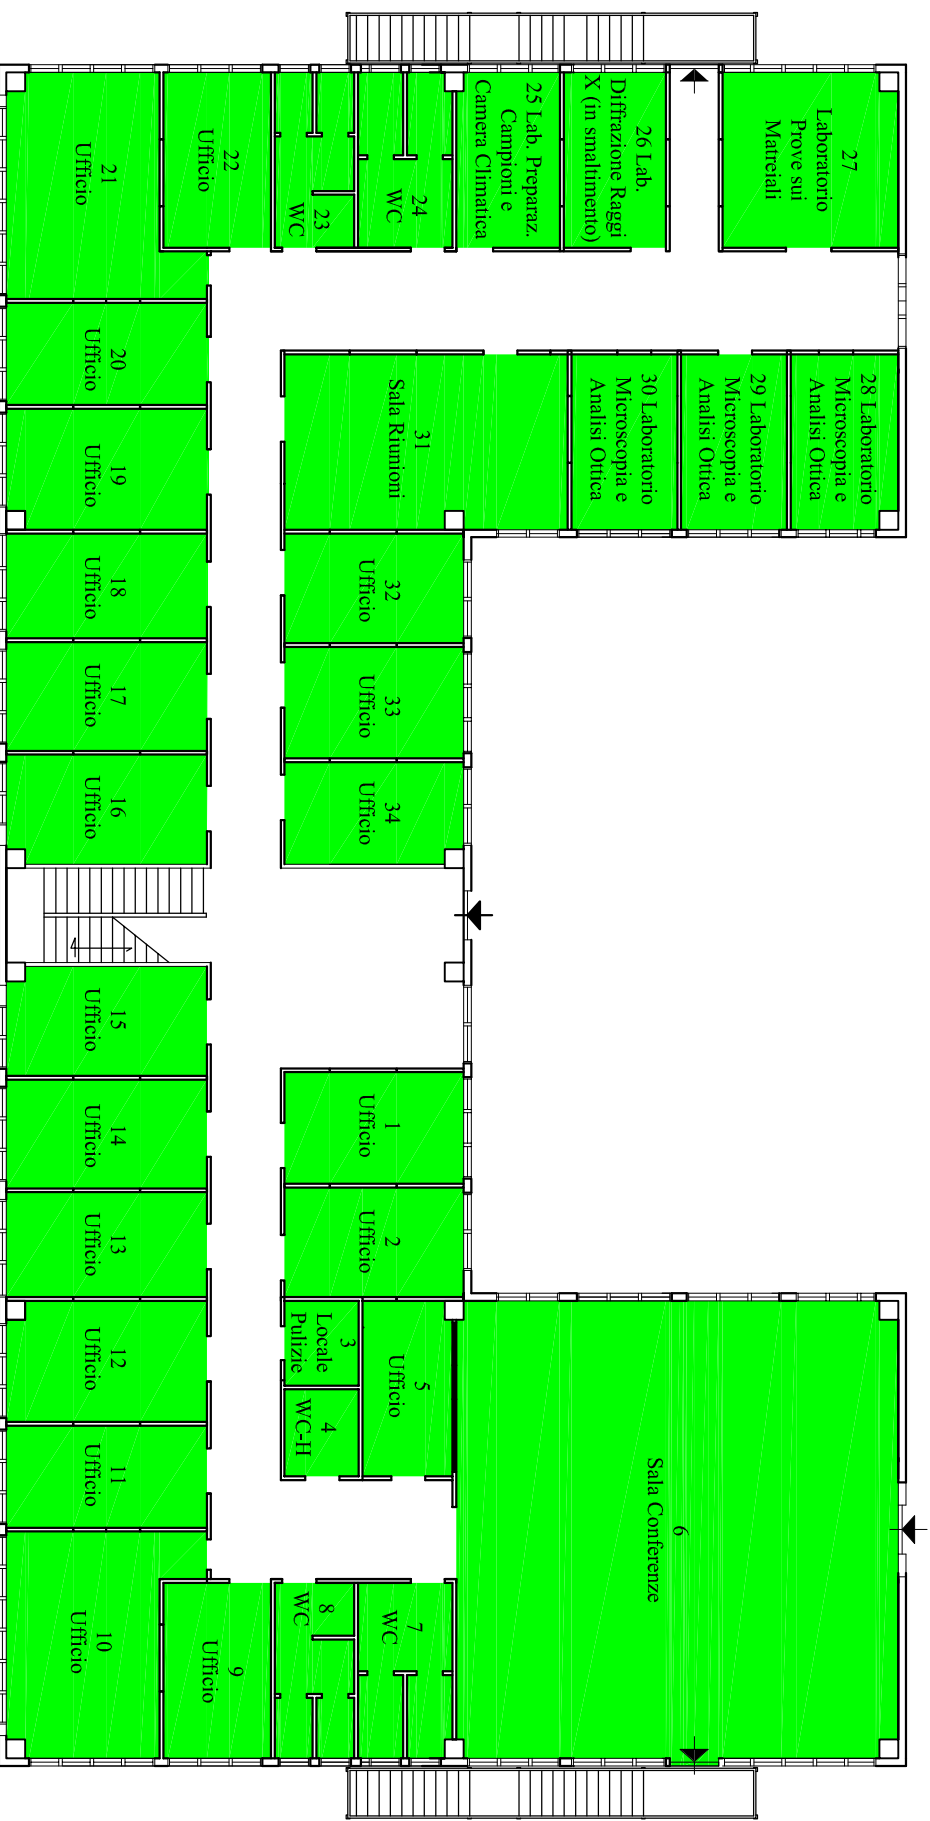 1
Ufficio
2
Ufficio
3
Locale
Pulizie
4
WC-H
5
Ufficio
6
Sala Conferenze
7
WC
8
WC
9
Ufficio
10
Ufficio
11
Ufficio
12
Ufficio
13
Ufficio
14
Ufficio
15
Ufficio
16
Ufficio
17
Ufficio
18
Ufficio
19
Ufficio
20
Ufficio
21
Ufficio
22
Ufficio
23
WC
24
WC
25 Lab. Preparaz.
Campioni e
Camera Climatica
26 Lab.
Diffrazione Raggi
X (in smaltimento)
27
Laboratorio
Prove sui
Matreiali
28 Laboratorio
Microscopia e
Analisi Ottica
29 Laboratorio
Microscopia e
Analisi Ottica
30 Laboratorio
Microscopia e
Analisi Ottica
31
Sala Riunioni
32
Ufficio
33
Ufficio
34
Ufficio